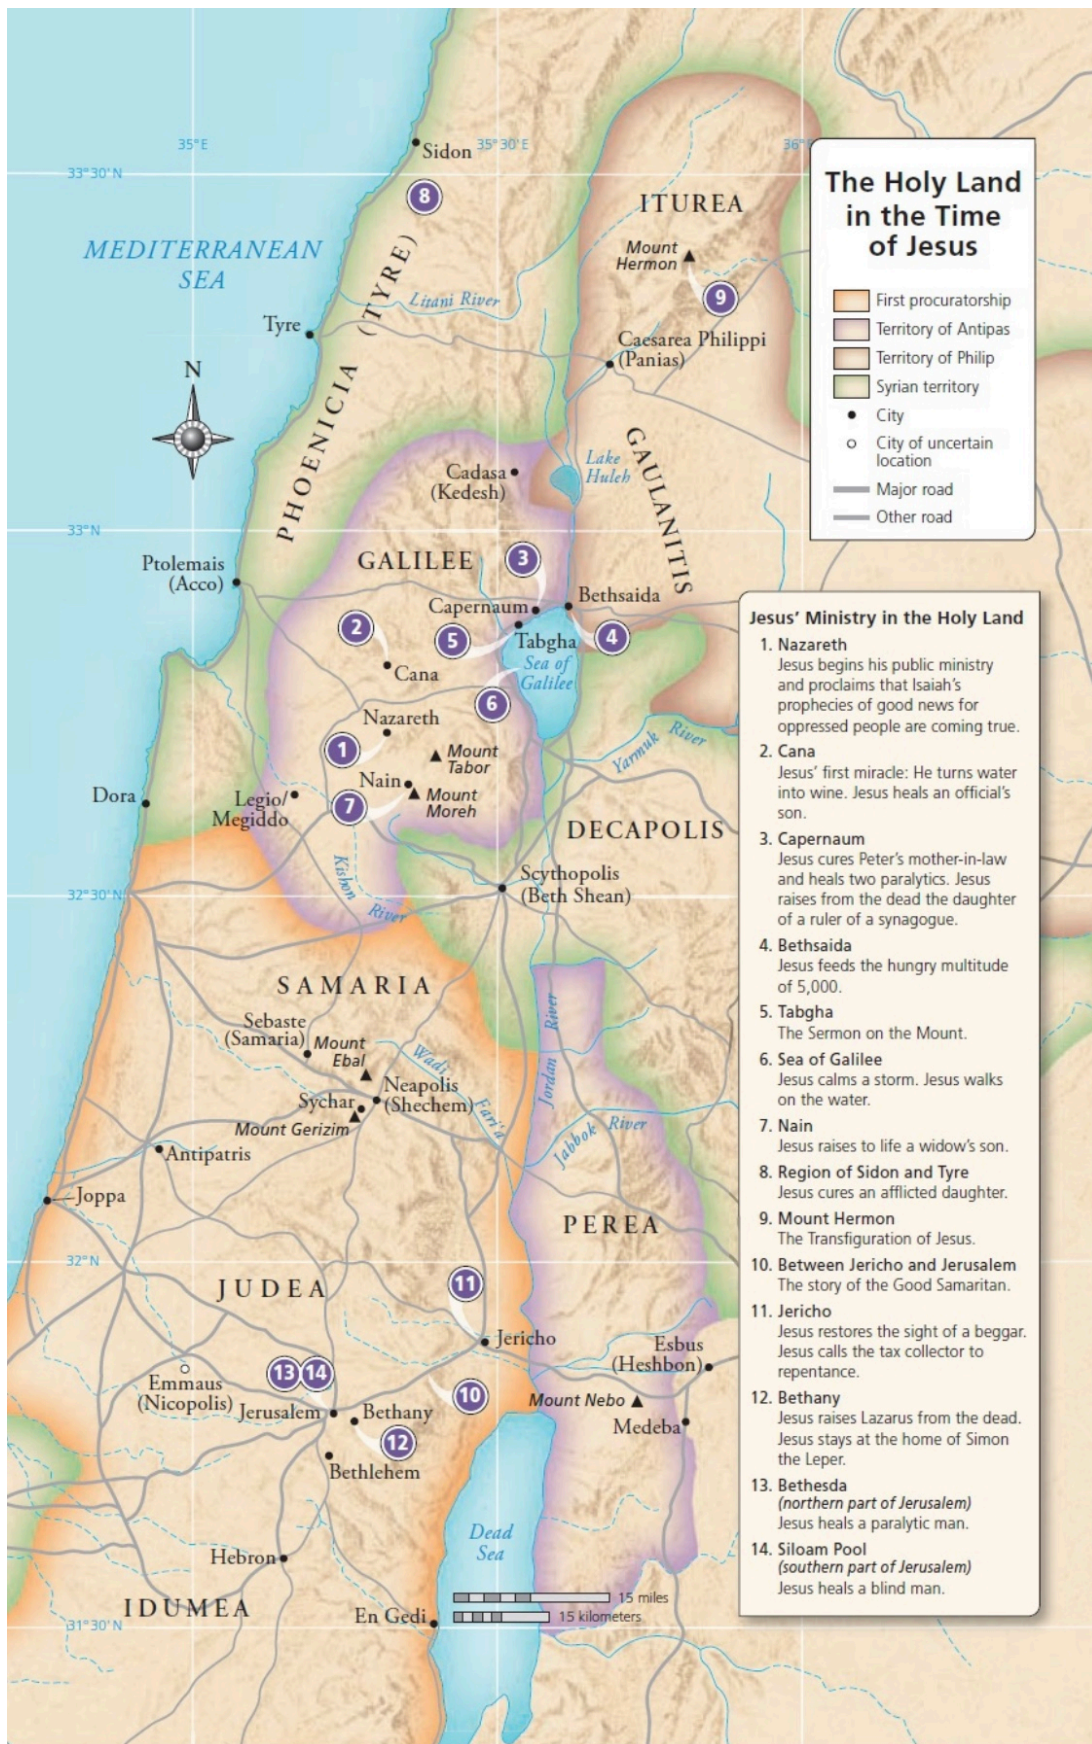 35°E
35°30'E
36°
33°30'N
Sidon
8
MEDITERRANEAN
SEA
ITUREA
Mount
Hermon
9
PHOENICIA (TYRE)
Litani River
Tyre
Caesarea Philippi
(Panias)
N
GAULANITIS
Lake
Huleh
Cadasa
(Kedesh)
33°N
Ptolemais
(Acco)
GALILEE
3
Capernaum
Bethsaida
2
5
Tabgha
4
Cana
Sea of
Galilee
6
Nazareth
1
Mount
Tabor
Yarmuk River
Nain
Mount
Moreh
7
Dora
Legio/
Megiddo
DECAPOLIS
Kishon River
Scythopolis
(Beth Shean)
32°30'N
SAMARIA
Sebaste
(Samaria)
Mount
Ebal
Wadi Fari'a
Jordan River
Neapolis
(Shechem)
Sychar
Mount Gerizim
Jabbok River
Antipatris
Joppa
PEREA
32°N
JUDEA
11
Jericho
Esbus
(Heshbon)
Emmaus
(Nicopolis)
13
14
10
Mount Nebo
Jerusalem
Bethany
Medeba
12
Bethlehem
Dead
Sea
Hebron
15 miles
15 kilometers
IDUMEA
En Gedi
31°30'N
The Holy Land
in the Time
of Jesus
First procuratorship
Territory of Antipas
Territory of Philip
Syrian territory
City
City of uncertain
location
Major road
Other road
Jesus' Ministry in the Holy Land
1. Nazareth
Jesus begins his public ministry
and proclaims that Isaiah's
prophecies of good news for
oppressed people are coming true.
2. Cana
Jesus' first miracle: He turns water
into wine. Jesus heals an official's
son.
3. Capernaum
Jesus cures Peter's mother-in-law
and heals two paralytics. Jesus
raises from the dead the daughter
of a ruler of a synagogue.
4. Bethsaida
Jesus feeds the hungry multitude
of 5,000.
5. Tabgha
The Sermon on the Mount.
6. Sea of Galilee
Jesus calms a storm. Jesus walks
on the water.
7. Nain
Jesus raises to life a widow's son.
8. Region of Sidon and Tyre
Jesus cures an afflicted daughter.
9. Mount Hermon
The Transfiguration of Jesus.
10. Between Jericho and Jerusalem
The story of the Good Samaritan.
11. Jericho
Jesus restores the sight of a beggar.
Jesus calls the tax collector to
repentance.
12. Bethany
Jesus raises Lazarus from the dead.
Jesus stays at the home of Simon
the Leper.
13. Bethesda
(northern part of Jerusalem)
Jesus heals a paralytic man.
14. Siloam Pool
(southern part of Jerusalem)
Jesus heals a blind man.